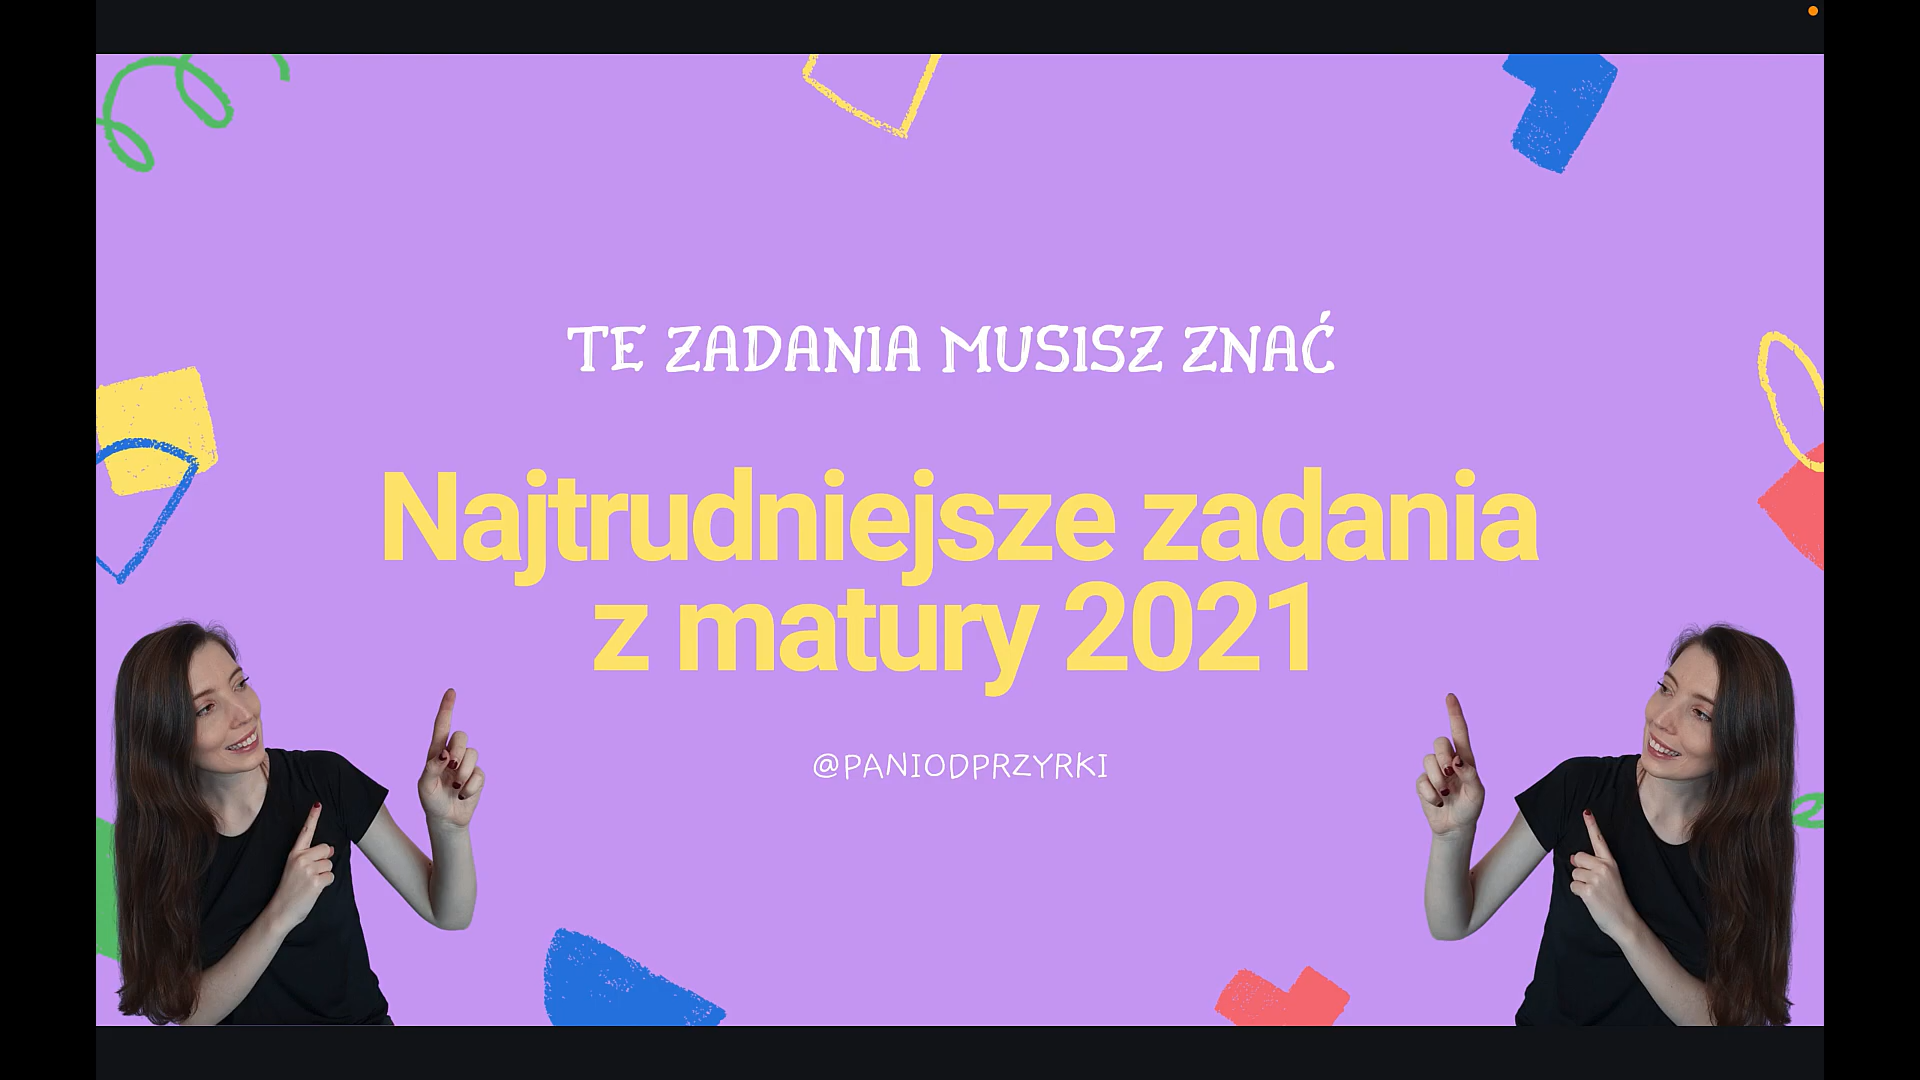 TE ZADANIA MUSISZ ZNAĆ
Najtrudniejsze zadania
z matury 2021
@PANIODPRZYRKI